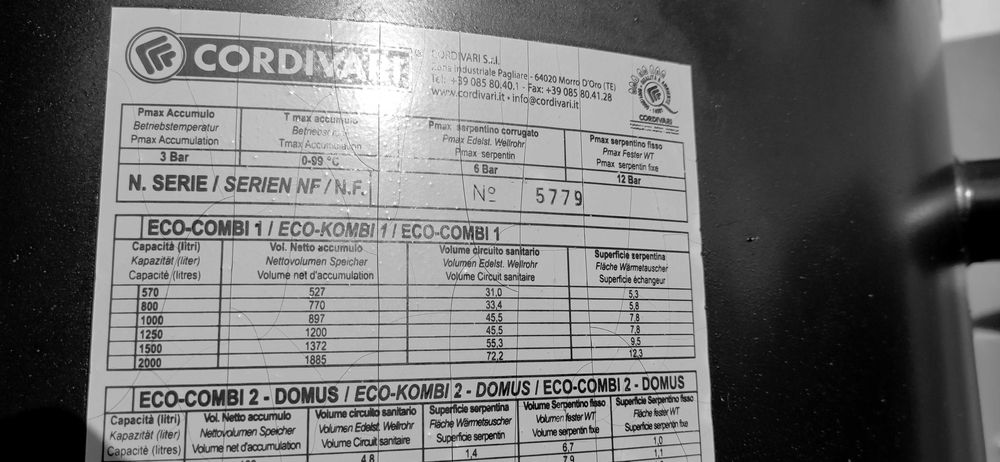 CORDIVARI
CORDIVARI S.r.l.
Zona Industriale Pagliare - 64020 Morro D'Oro (TE)
Tel: +39 085 80.40.1 - Fax: +39 085 80.41.28
www.cordivari.it • info@cordivari.it
CORDIVARI
Pmax Accumulo T max accumulo Pmax serpentino corrugato Pmax serpentino fisso
Betriebstemperatur Pmax Edelst. Wellrohr Pmax Fester WT
Pmax Accumulation Tmax Accumulation Pmax serpentin Pmax serpentin fixe
3 Bar 0-99 °C 6 Bar 12 Bar
N. SERIE / SERIEN NF / N.F. Nº 5779
ECO-COMBI 1 / ECO-KOMBI 1 / ECO-COMBI 1
Capacità (litri) Vol. Netto accumulo Volume circuito sanitario Superficie serpentina
Kapazität (liter) Nettovolumen Speicher Volumen Edelst. Wellrohr Fläche Wärmetauscher
Capacité (litres) Volume net d'accumulation Volume Circuit sanitaire Superficie échangeur
570 527 31,0 5,3
800 770 33,4 5,8
1000 897 45,5 7,8
1250 1200 45,5 7,8
1500 1372 55,3 9,5
2000 1885 72,2 12,3
ECO-COMBI 2 - DOMUS / ECO-KOMBI 2 - DOMUS / ECO-COMBI 2 - DOMUS
Capacità (litri) Vol. Netto accumulo Volume circuito sanitario Superficie serpentina Volume Serpentino fisso Superficie Serpentino fisso
Kapazität (liter) Nettovolumen Speicher Volumen Edelst. Wellrohr Fläche Wärmetauscher Volumen fester WT Fläche fester WT
Capacité (litres) Volume net d'accumulation Volume Circuit sanitaire Superficie serpentin Volume serpentin fixe Superficie serpentin fixe
4,8 1,4 6,7 1,0
7,9 1,1